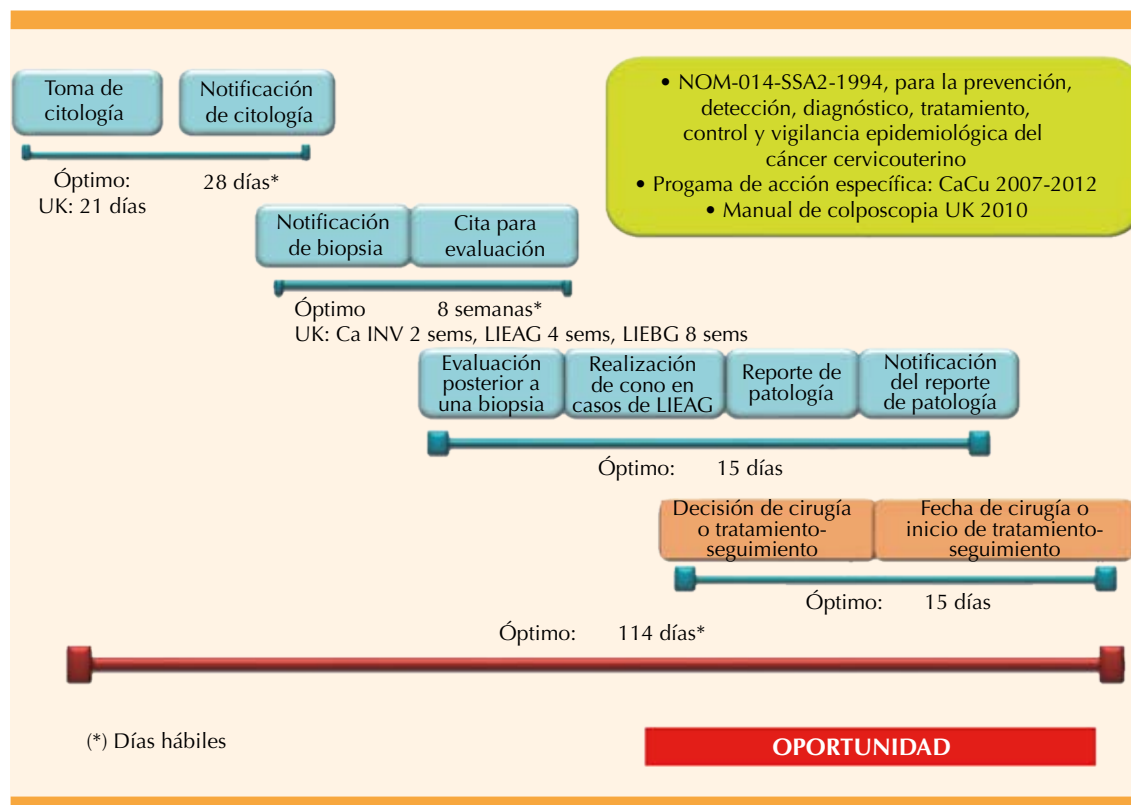 Toma de
citología
Notificación
de citología
Óptimo: 28 días*
UK: 21 días
• NOM-014-SSA2-1994, para la prevención,
detección, diagnóstico, tratamiento,
control y vigilancia epidemiológica del
cáncer cervicouterino
• Progama de acción específica: CaCu 2007-2012
• Manual de colposcopia UK 2010
Notificación
de biopsia
Cita para
evaluación
Óptimo 8 semanas*
UK: Ca INV 2 sems, LIEAG 4 sems, LIEBG 8 sems
Evaluación
posterior a
una biopsia
Realización
de cono en
casos de LIEAG
Reporte de
patología
Notificación
del reporte
de patología
Óptimo: 15 días
Decisión de cirugía
o tratamiento-
seguimiento
Fecha de cirugía o
inicio de tratamiento-
seguimiento
Óptimo: 15 días
Óptimo: 114 días*
(*) Días hábiles
OPORTUNIDAD